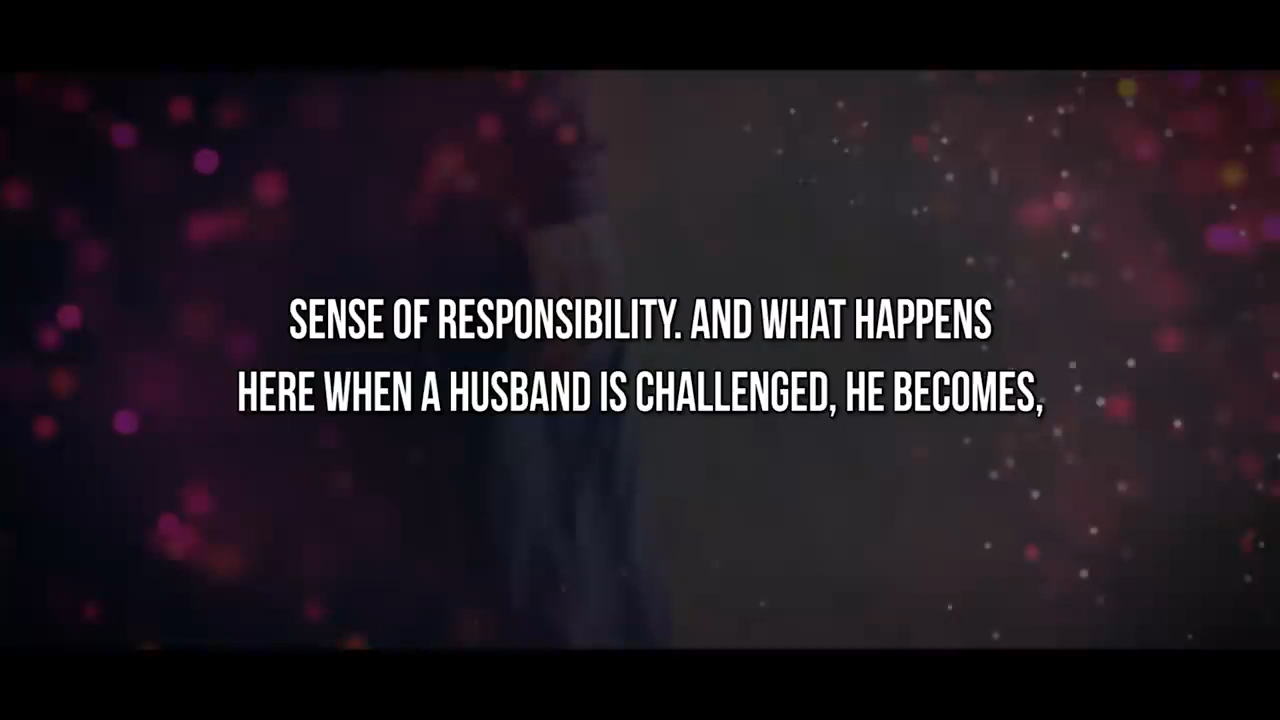 SENSE OF RESPONSIBILITY. AND WHAT HAPPENS
HERE WHEN A HUSBAND IS CHALLENGED, HE BECOMES,